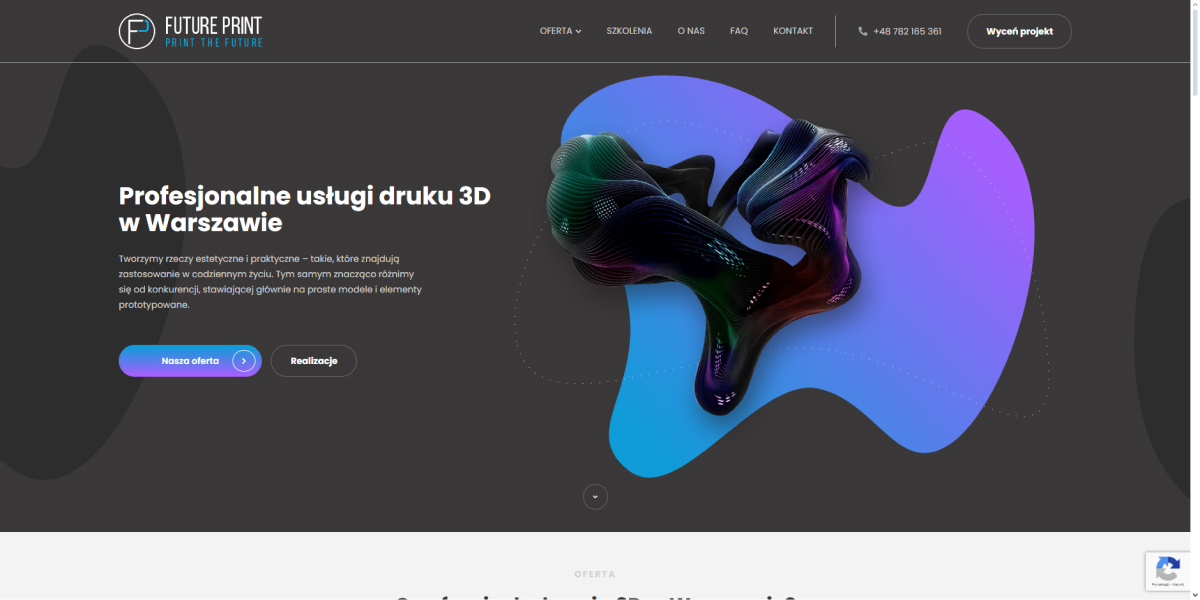 FUTURE PRINT
PRINT THE FUTURE
OFERTA
SZKOLENIA
O NAS
FAQ
KONTAKT
+48 782 165 361
Wyceń projekt
Profesjonalne usługi druku 3D
w Warszawie
Tworzymy rzeczy estetyczne i praktyczne – takie, które znajdują
zastosowanie w codziennym życiu. Tym samym znacząco różnimy
się od konkurencji, stawiającej głównie na proste modele i elementy
prototypowane.
Nasza oferta
Realizacje
OFERTA